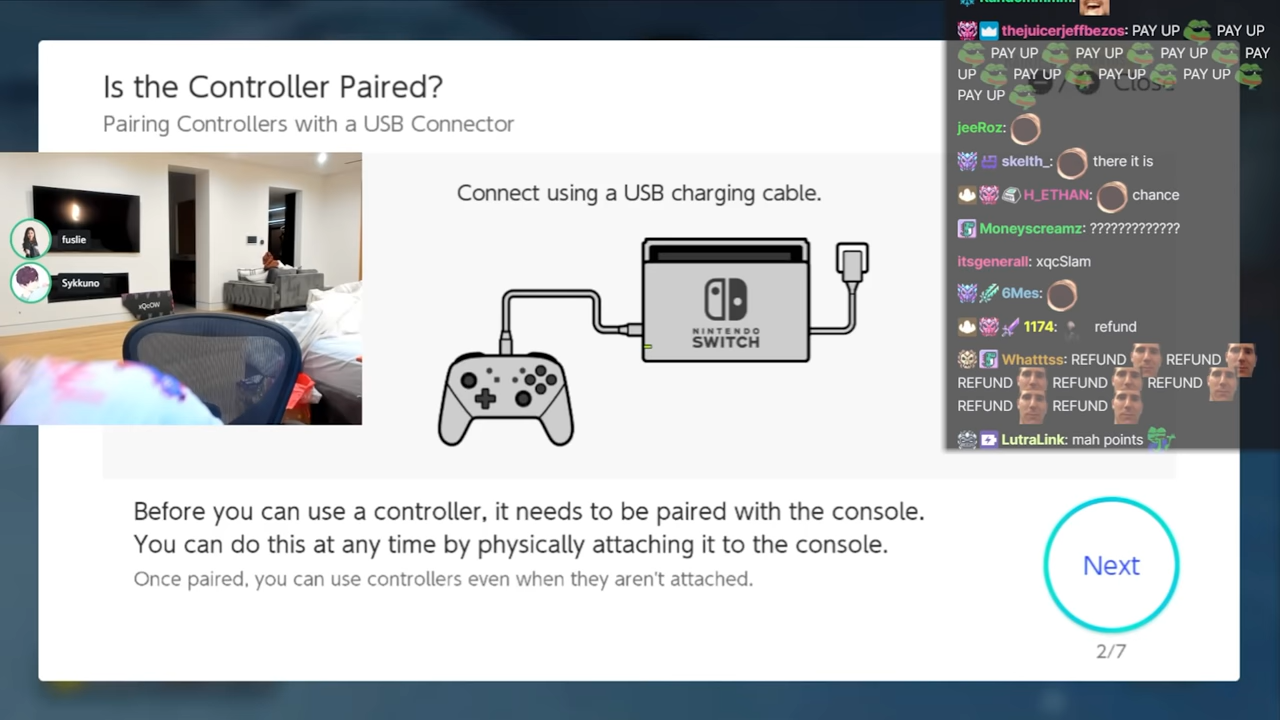 Is the Controller Paired?
Pairing Controllers with a USB Connector
Close
Connect using a USB charging cable.
NINTENDO
SWITCH
fuslie
Sykkuno
xQcOW
Before you can use a controller, it needs to be paired with the console.
You can do this at any time by physically attaching it to the console.
Once paired, you can use controllers even when they aren't attached.
Next
2/7
thejuicerjeffbezos: PAY UP PAY UP
PAY UP PAY UP PAY UP PAY
UP PAY UP PAY UP PAY UP
PAY UP
jeeRoz:
skelth_: there it is
H_ETHAN: chance
Moneyscreamz: ?????????????
itsgenerall: xqcSlam
6Mes:
1174: refund
Whatttss: REFUND REFUND
REFUND REFUND REFUND
REFUND REFUND
LutraLink: mah points